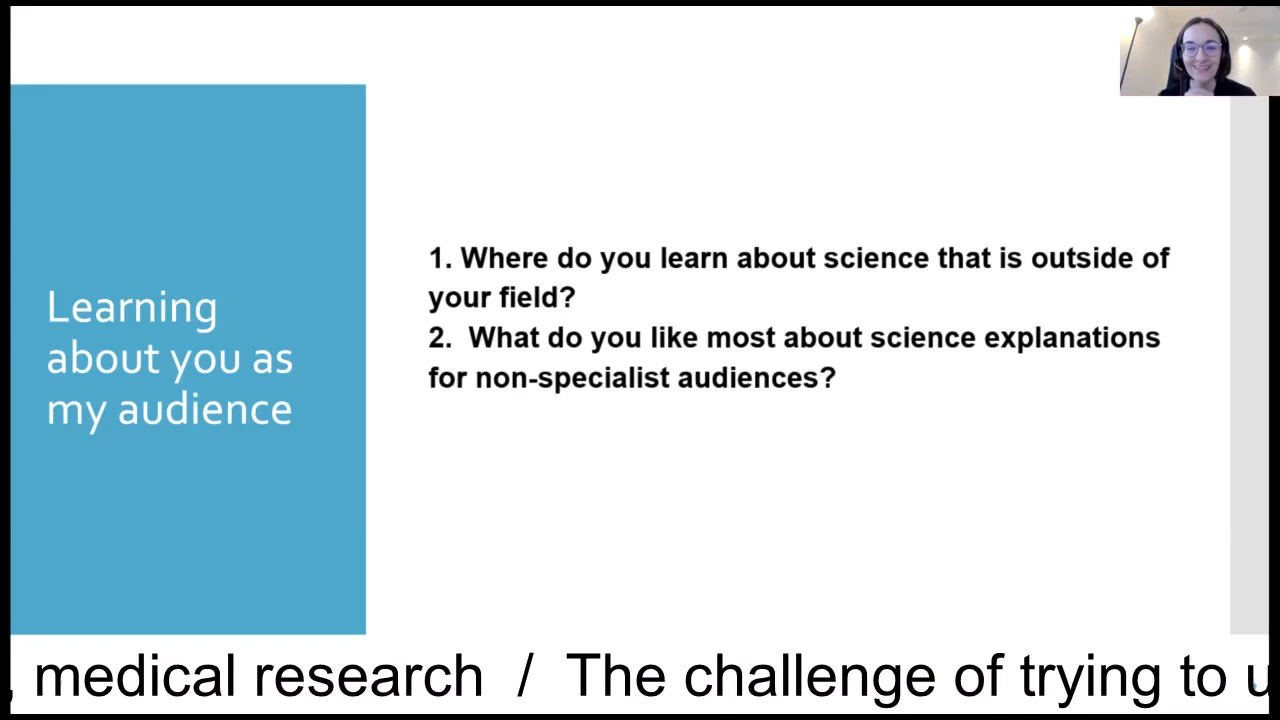 Learning
about you as
my audience
1. Where do you learn about science that is outside of
your field?
2. What do you like most about science explanations
for non-specialist audiences?
, medical research / The challenge of trying to